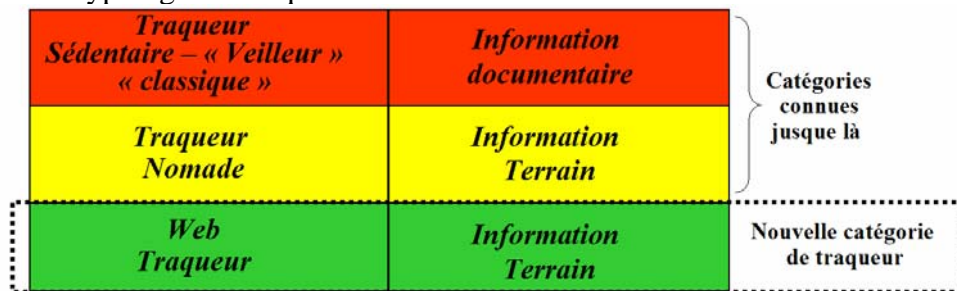 Traqueur
Sédentaire – « Veilleur »
« classique »
Information
documentaire
Catégories
connues
jusque là
Traqueur
Nomade
Information
Terrain
Web
Traqueur
Information
Terrain
Nouvelle catégorie
de traqueur